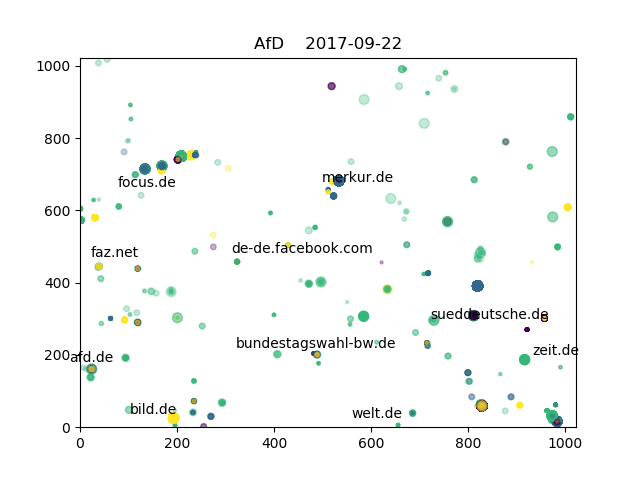 AfD 2017-09-22
1000
800
merkur.de
focus.de
600
faz.net
de-de.facebook.com
400
sueddeutsche.de
bundestagswahl-bw.de
zeit.de
200
afd.de
bild.de
welt.de
0
0 200 400 600 800 1000